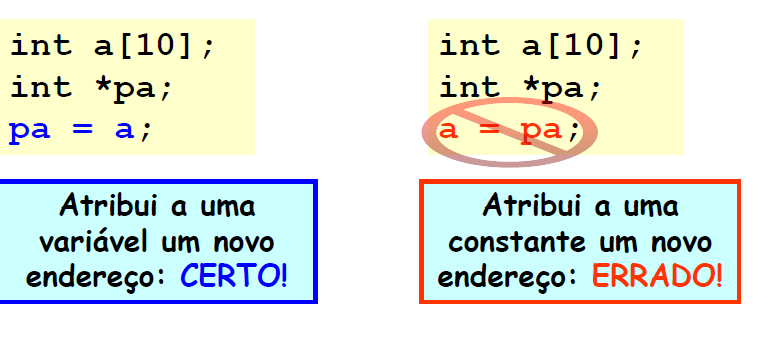 int a[10];
int *pa;
pa = a;
Atribui a uma
variável um novo
endereço: CERTO!
int a[10];
int *pa;
a = pa;
Atribui a uma
constante um novo
endereço: ERRADO!